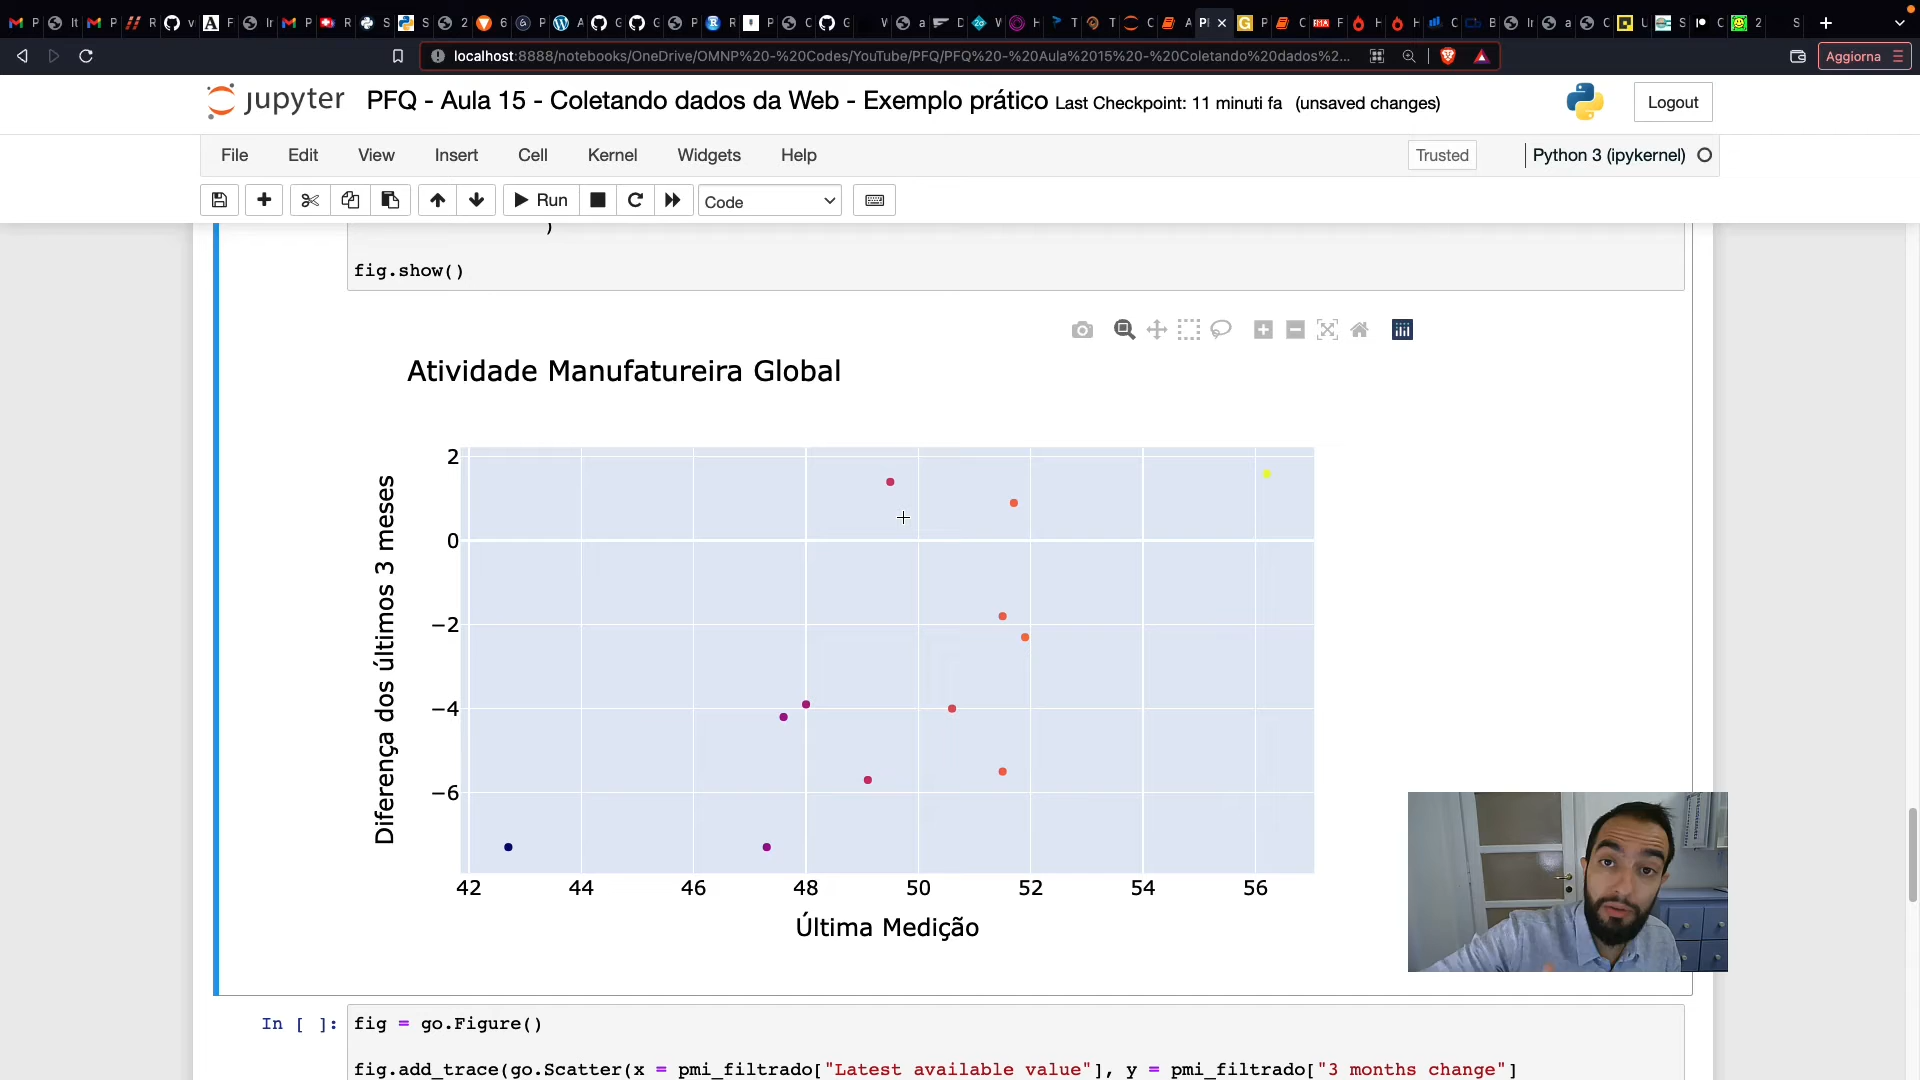 localhost:8888/notebooks/OneDrive/OMNP%20-%20Codes/YouTube/PFQ/PFQ%20-%20Aula%2015%20-%20Coletando%20dados%2...
Aggiorna
jupyter PFQ - Aula 15 - Coletando dados da Web - Exemplo prático Last Checkpoint: 11 minuti fa (unsaved changes)
Logout
File Edit View Insert Cell Kernel Widgets Help
Trusted Python 3 (ipykernel)
Run Code
)
fig.show()
Atividade Manufatureira Global
Diferença dos últimos 3 meses
2
0
−2
−4
−6
42 44 46 48 50 52 54 56
Última Medição
In [ ]: fig = go.Figure()
fig.add_trace(go.Scatter(x = pmi_filtrado["Latest available value"], y = pmi_filtrado["3 months change"]